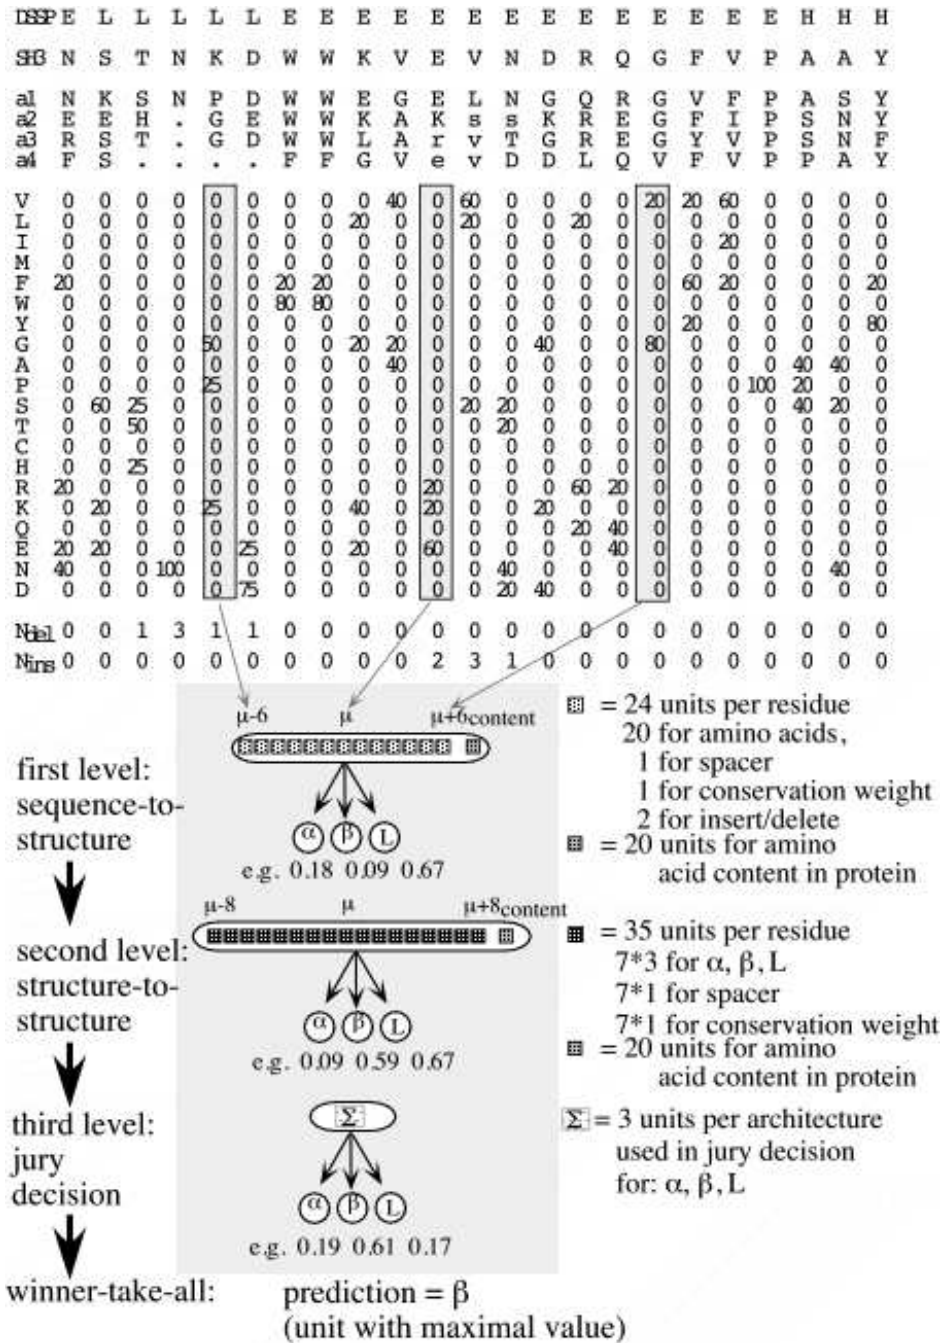 DSSP E L L L L L E E E E E E E E E E E E E E H H H
SH3 N S T N K D W W K V E V N D R Q G F V P A A Y
a1 N K S N P D W W E G E L N G Q R G V F P A S Y
a2 E E H . G E W W K A K s s K R E G F I P S N Y
a3 R S T . G D W W L A r v T G R E G Y V P S N F
a4 F S . . . . F F G V e v D D L Q V F V P P A Y
V 0 0 0 0 0 0 0 0 0 40 0 60 0 0 0 0 20 20 60 0 0 0 0
L 0 0 0 0 0 0 0 0 20 0 0 20 0 0 20 0 0 0 0 0 0 0 0
I 0 0 0 0 0 0 0 0 0 0 0 0 0 0 0 0 0 0 20 0 0 0 0
M 0 0 0 0 0 0 0 0 0 0 0 0 0 0 0 0 0 0 0 0 0 0 0
F 20 0 0 0 0 0 20 20 0 0 0 0 0 0 0 0 0 60 20 0 0 0 20
W 0 0 0 0 0 0 80 80 0 0 0 0 0 0 0 0 0 0 0 0 0 0 0
Y 0 0 0 0 0 0 0 0 0 0 0 0 0 0 0 0 0 20 0 0 0 0 80
G 0 0 0 0 50 0 0 0 20 20 0 0 0 40 0 0 80 0 0 0 0 0 0
A 0 0 0 0 0 0 0 0 0 40 0 0 0 0 0 0 0 0 0 0 40 40 0
P 0 0 0 0 25 0 0 0 0 0 0 0 0 0 0 0 0 0 0 100 20 0 0
S 0 60 25 0 0 0 0 0 0 0 0 20 20 0 0 0 0 0 0 0 40 20 0
T 0 0 50 0 0 0 0 0 0 0 0 0 20 0 0 0 0 0 0 0 0 0 0
C 0 0 0 0 0 0 0 0 0 0 0 0 0 0 0 0 0 0 0 0 0 0 0
H 0 0 25 0 0 0 0 0 0 0 0 0 0 0 0 0 0 0 0 0 0 0 0
R 20 0 0 0 0 0 0 0 0 0 20 0 0 0 60 20 0 0 0 0 0 0 0
K 0 20 0 0 25 0 0 0 40 0 20 0 0 20 0 0 0 0 0 0 0 0 0
Q 0 0 0 0 0 0 0 0 0 0 0 0 0 0 20 40 0 0 0 0 0 0 0
E 20 20 0 0 0 25 0 0 20 0 60 0 0 0 0 40 0 0 0 0 0 0 0
N 40 0 0 100 0 0 0 0 0 0 0 0 40 0 0 0 0 0 0 0 0 40 0
D 0 0 0 0 0 75 0 0 0 0 0 0 20 40 0 0 0 0 0 0 0 0 0
Ndel 0 0 1 3 1 1 0 0 0 0 0 0 0 0 0 0 0 0 0 0 0 0 0
Nins 0 0 0 0 0 0 0 0 0 0 2 3 1 0 0 0 0 0 0 0 0 0 0
μ-6 μ μ+6 content
= 24 units per residue
20 for amino acids,
1 for spacer
1 for conservation weight
2 for insert/delete
= 20 units for amino
acid content in protein
first level:
sequence-to-
structure
α β L
e.g. 0.18 0.09 0.67
μ-8 μ μ+8 content
second level:
structure-to-
structure
= 35 units per residue
7*3 for α, β, L
7*1 for spacer
7*1 for conservation weight
= 20 units for amino
acid content in protein
α β L
e.g. 0.09 0.59 0.67
third level:
jury
decision
Σ
Σ = 3 units per architecture
used in jury decision
for: α, β, L
α β L
e.g. 0.19 0.61 0.17
winner-take-all: prediction = β
(unit with maximal value)